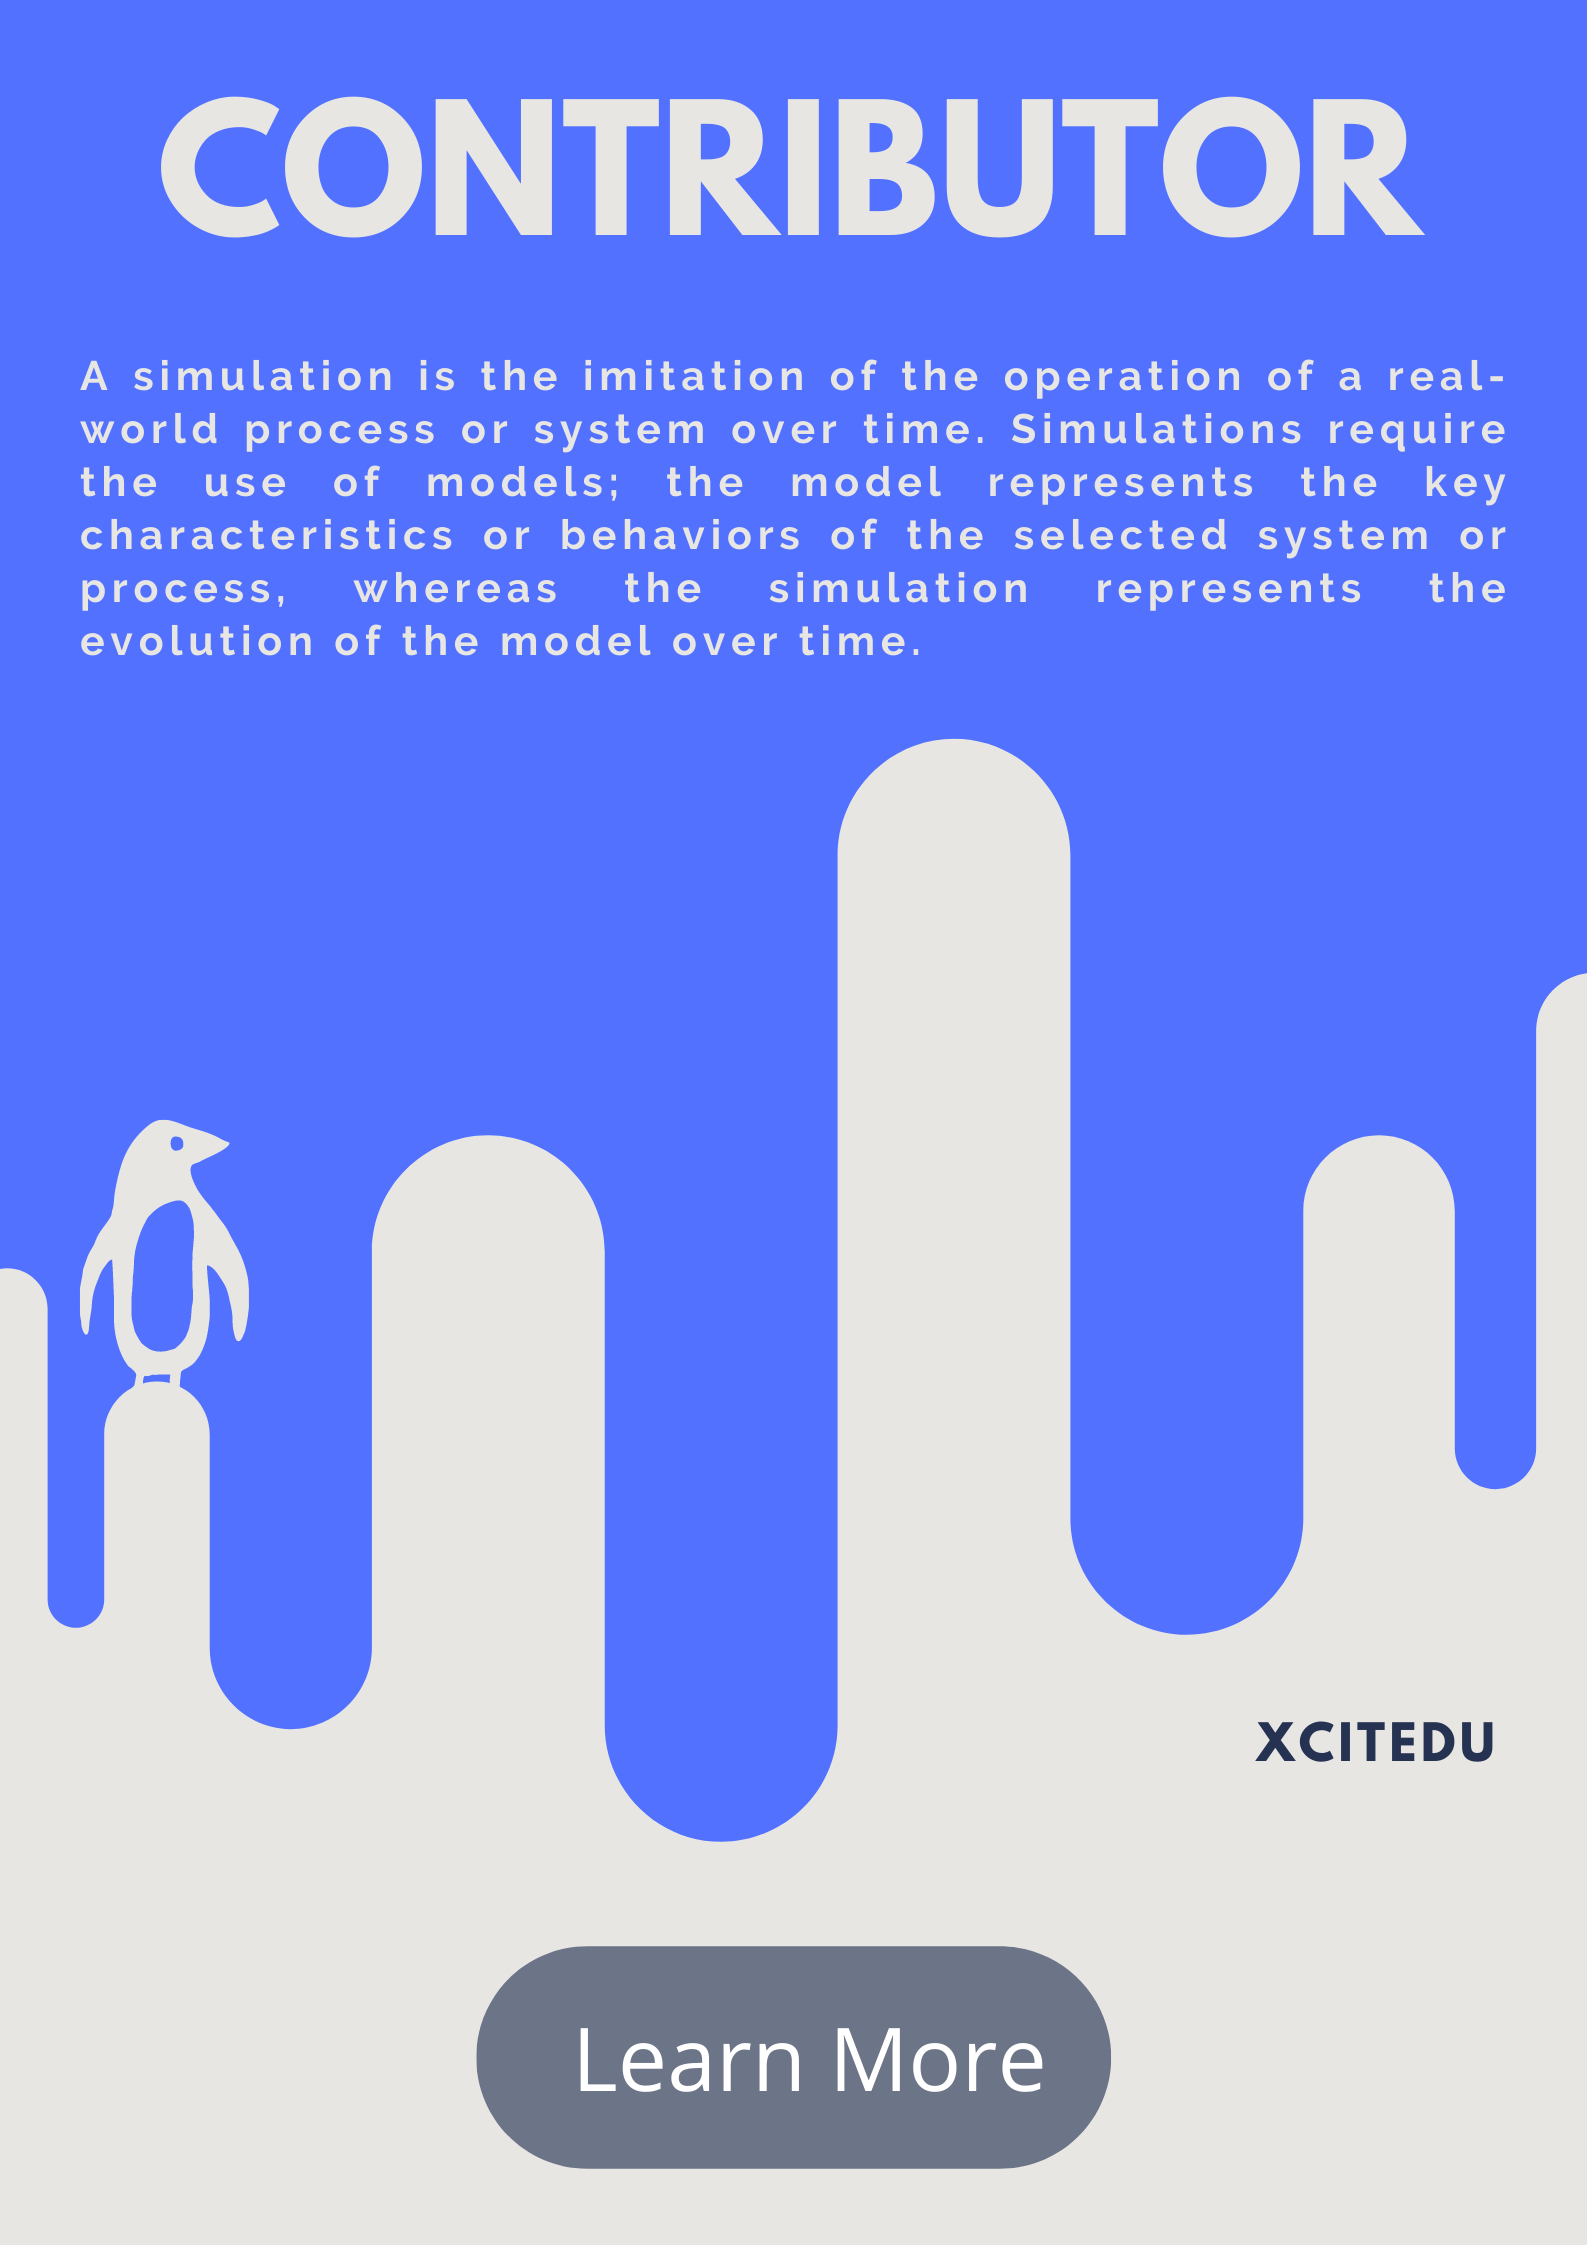 CONTRIBUTOR
A simulation is the imitation of the operation of a real-
world process or system over time. Simulations require
the use of models; the model represents the key
characteristics or behaviors of the selected system or
process, whereas the simulation represents the
evolution of the model over time.
XCITEDU
Learn More